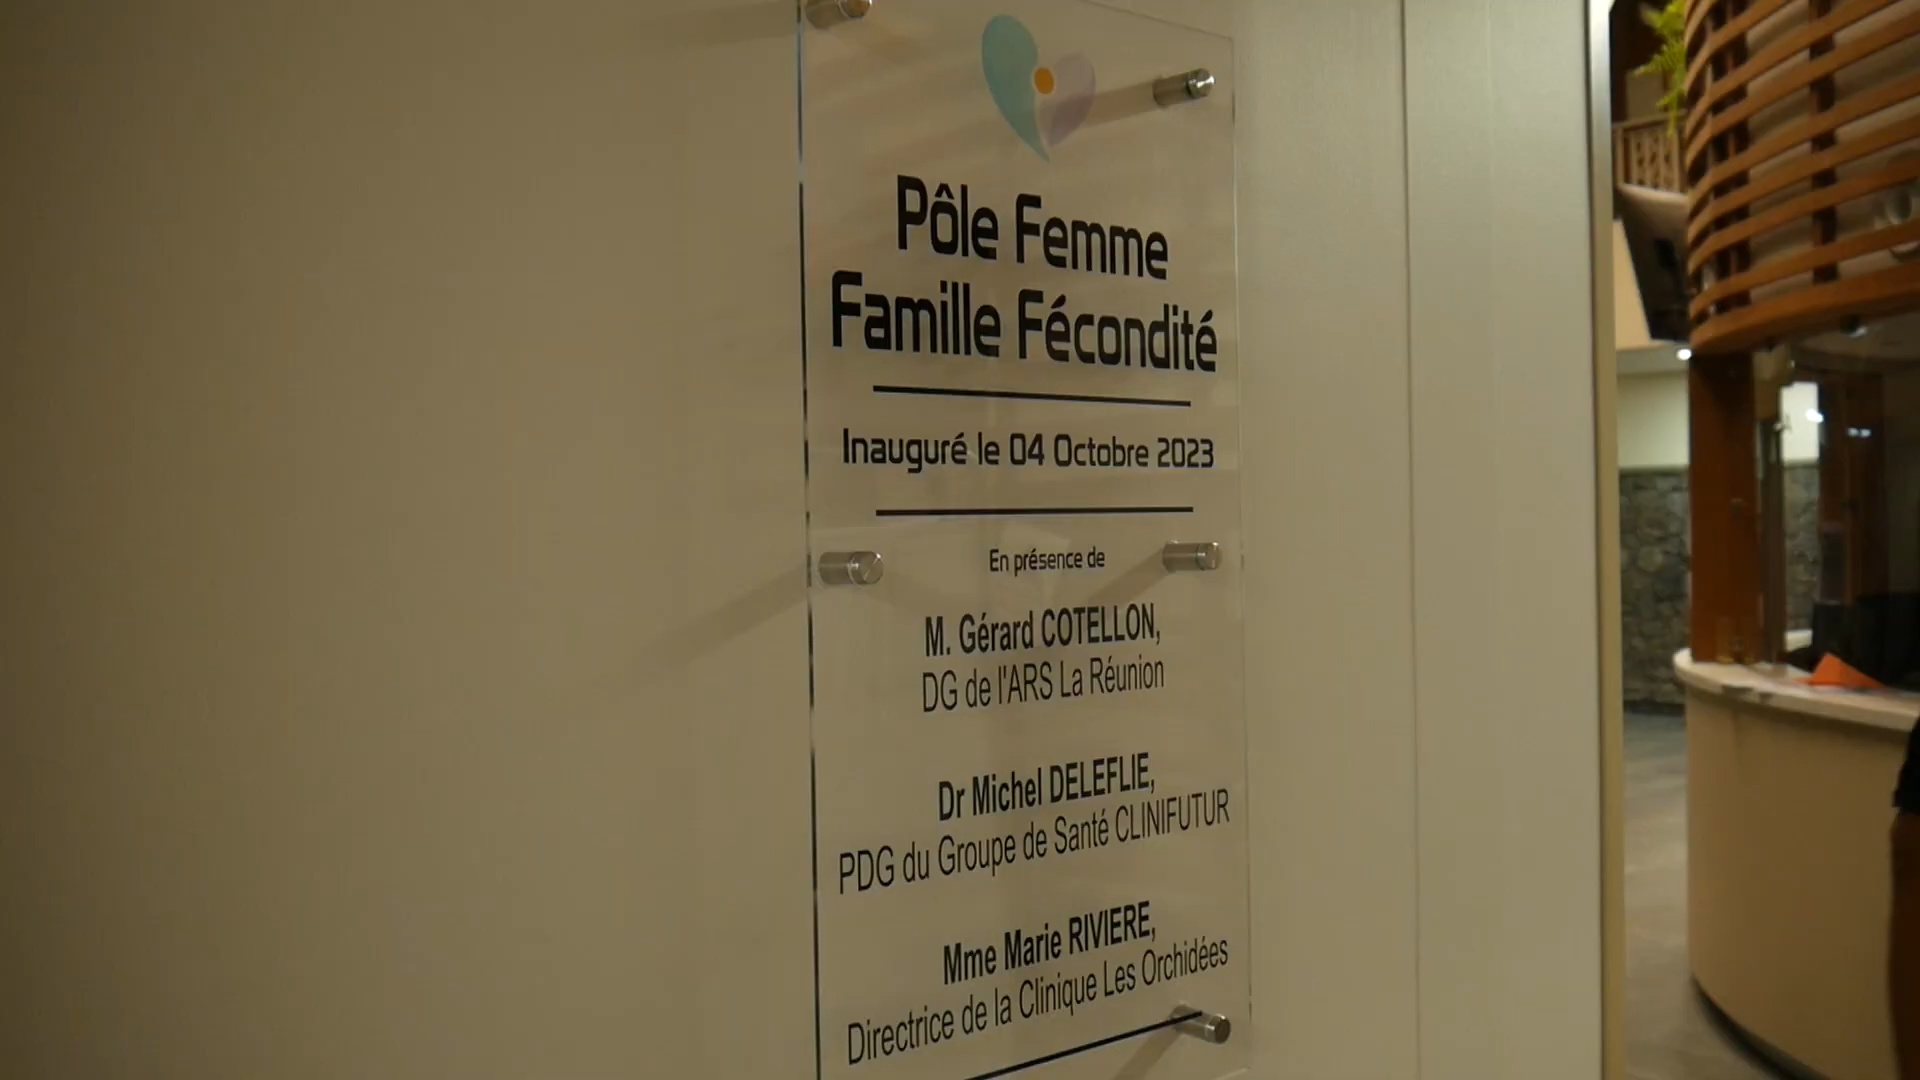 Pôle Femme
Famille Fécondité
Inauguré le 04 Octobre 2023
En présence de
M. Gérard COTELLON,
DG de l'ARS La Réunion
Dr Michel DELEFLIE,
PDG du Groupe de Santé CLINIFUTUR
Mme Marie RIVIERE,
Directrice de la Clinique Les Orchidées